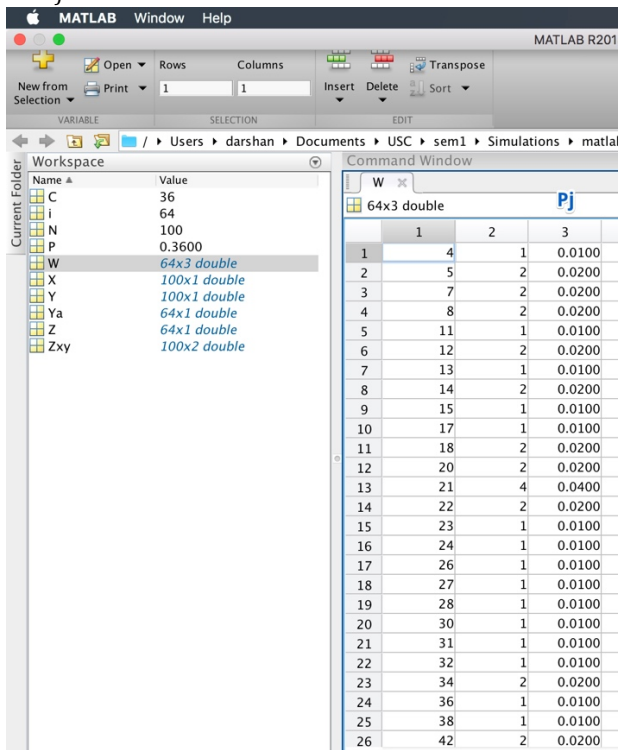 MATLAB Window Help
MATLAB R201
Open Rows Columns Transpose
New from Selection Print 1 1 Insert Delete Sort
VARIABLE SELECTION EDIT
/ Users darshan Documents USC sem1 Simulations matlab
Current Folder
Workspace
Name Value
C 36
i 64
N 100
P 0.3600
W 64x3 double
X 100x1 double
Y 100x1 double
Ya 64x1 double
Z 64x1 double
Zxy 100x2 double
Command Window
W
64x3 double Pj
1 2 3
1 4 1 0.0100
2 5 2 0.0200
3 7 2 0.0200
4 8 2 0.0200
5 11 1 0.0100
6 12 2 0.0200
7 13 1 0.0100
8 14 2 0.0200
9 15 1 0.0100
10 17 1 0.0100
11 18 2 0.0200
12 20 2 0.0200
13 21 4 0.0400
14 22 2 0.0200
15 23 1 0.0100
16 24 1 0.0100
17 26 1 0.0100
18 27 1 0.0100
19 28 1 0.0100
20 30 1 0.0100
21 31 1 0.0100
22 32 1 0.0100
23 34 2 0.0200
24 36 1 0.0100
25 38 1 0.0100
26 42 2 0.0200